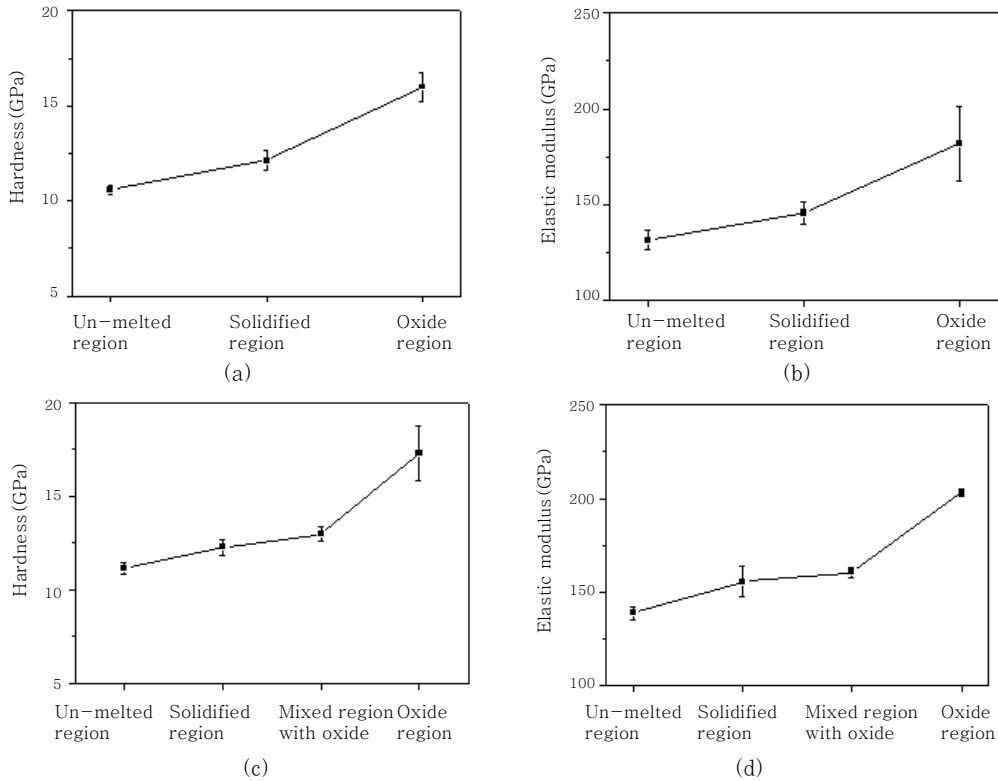 20
15
10
5
Hardness (GPa)
Un-melted
region
Solidified
region
Oxide
region
(a)
250
200
150
100
Elastic modulus (GPa)
Un-melted
region
Solidified
region
Oxide
region
(b)
20
15
10
5
Hardness (GPa)
Un-melted
region
Solidified
region
Mixed region
with oxide
Oxide
region
(c)
250
200
150
100
Elastic modulus (GPa)
Un-melted
region
Solidified
region
Mixed region
with oxide
Oxide
region
(d)